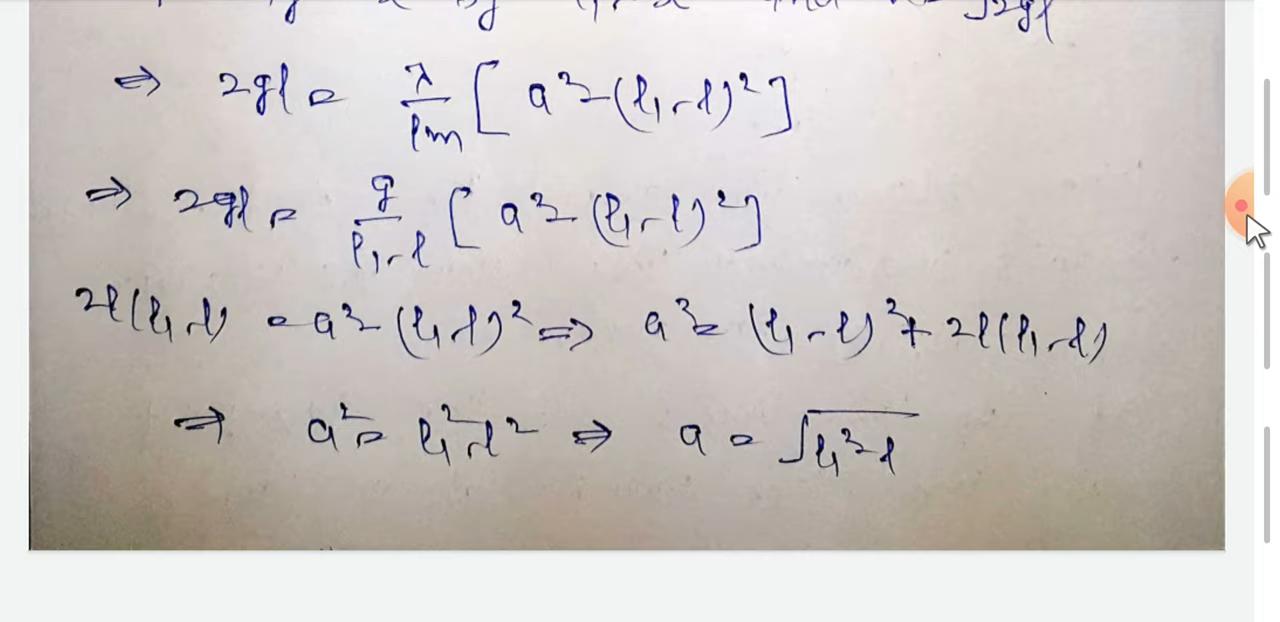 √2gl
⇒ 2gl = λ/lm [a² - (l₁ - l)²]
⇒ 2gl = g/l₁-l [a² - (l₁ - l)²]
2l(l₁-l) = a² - (l₁-l)² ⇒ a² = (l₁-l)² + 2l(l₁-l)
⇒ a² = l₁² - l² ⇒ a = √l₁² - l